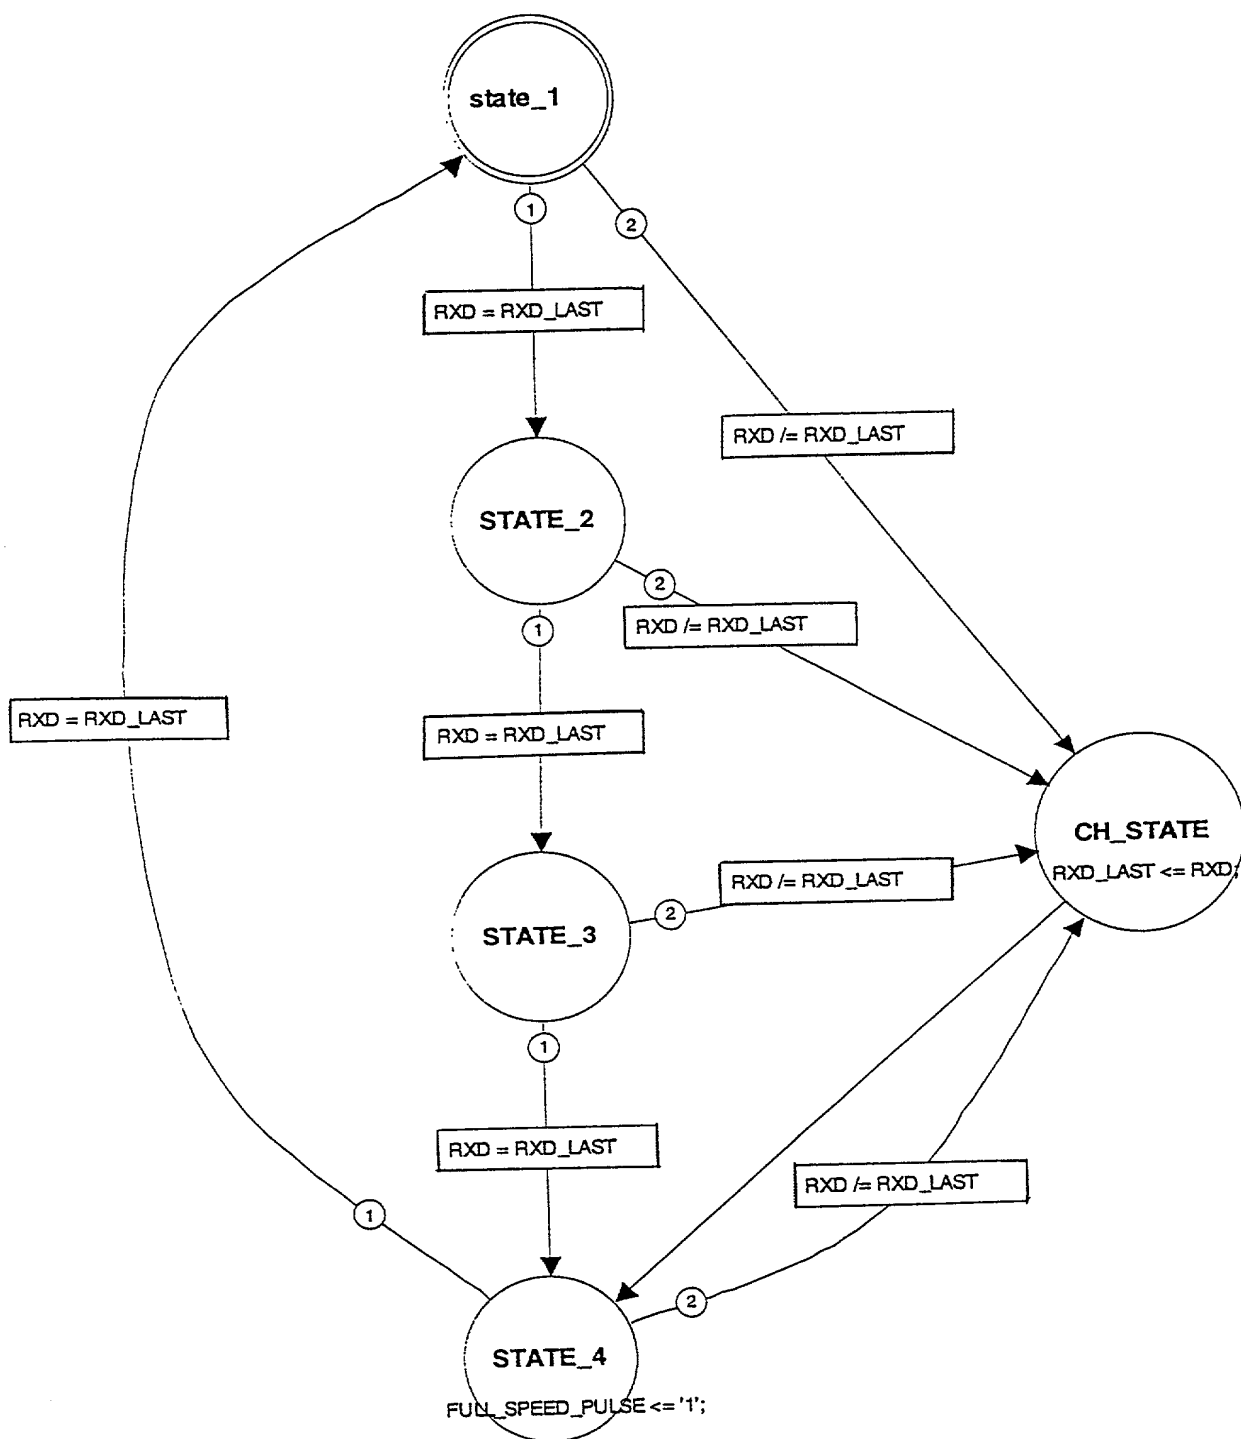 state_1
1
2
RXD = RXD_LAST
RXD /= RXD_LAST
STATE_2
2
RXD /= RXD_LAST
1
RXD = RXD_LAST
RXD = RXD_LAST
CH_STATE
RXD_LAST <= RXD;
RXD /= RXD_LAST
2
STATE_3
1
RXD = RXD_LAST
RXD /= RXD_LAST
1
2
STATE_4
FULL_SPEED_PULSE <= '1';